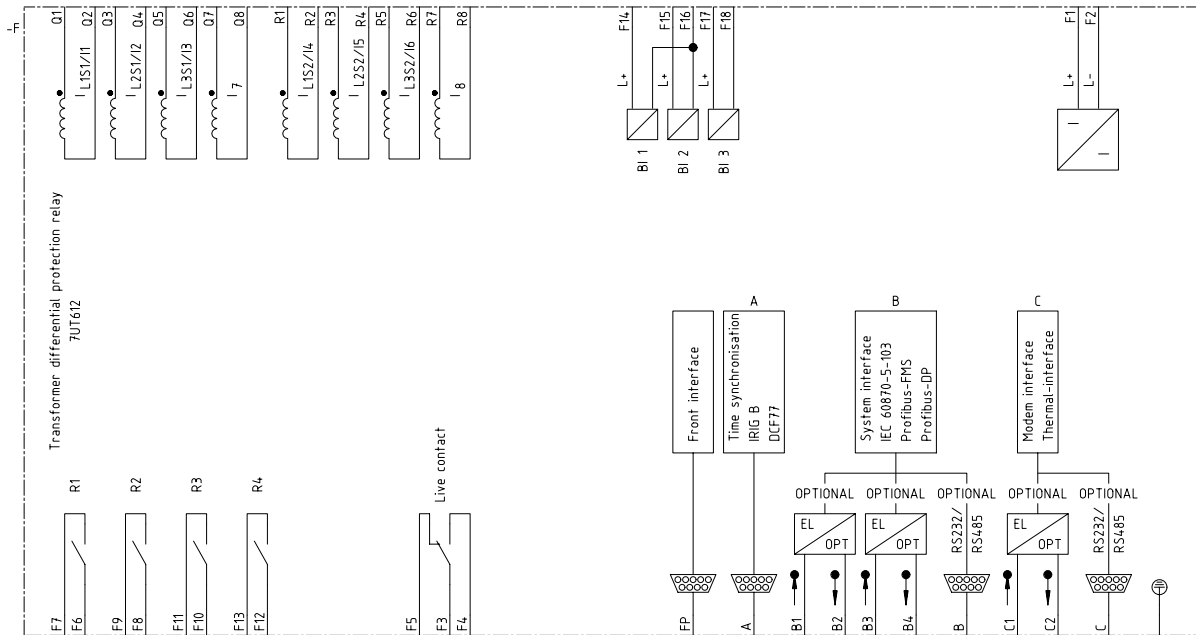 -F
Q1
Q2
Q3
Q4
Q5
Q6
Q7
Q8
R1
R2
R3
R4
R5
R6
R7
R8
F14
F15
F16
F17
F18
F1
F2
I L1S1/I1
I L2S1/I2
I L3S1/I3
I 7
I L1S2/I4
I L2S2/I5
I L3S2/I6
I 8
L+
L+
L+
L+
L-
BI 1
BI 2
BI 3
Transformer differential protection relay
7UT612
A
B
C
Front interface
Time synchronisation
IRIG B
DCF77
System interface
IEC 60870-5-103
Profibus-FMS
Profibus-DP
Modem interface
Thermal-interface
R1
R2
R3
R4
Live contact
OPTIONAL
OPTIONAL
OPTIONAL
OPTIONAL
OPTIONAL
EL
OPT
EL
OPT
RS232/
RS485
EL
OPT
RS232/
RS485
F7
F6
F9
F8
F11
F10
F13
F12
F5
F3
F4
FP
A
B1
B2
B3
B4
B
C1
C2
C